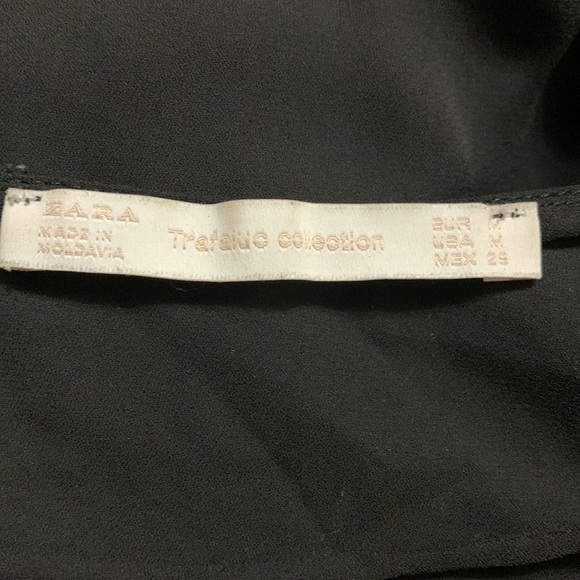 ZARA
MADE IN
MOLDAVIA
Trafaluc collection
EUR M
USA M
MEX 28